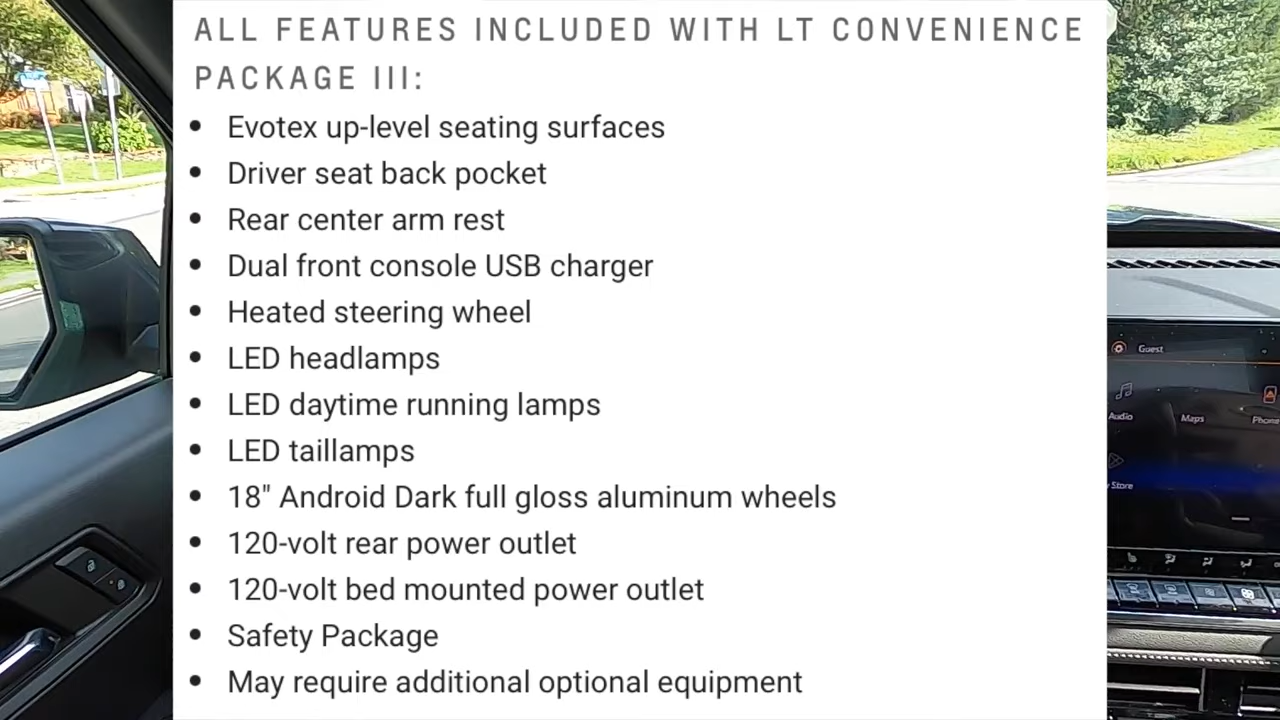 ALL FEATURES INCLUDED WITH LT CONVENIENCE
PACKAGE III:
• Evotex up-level seating surfaces
• Driver seat back pocket
• Rear center arm rest
• Dual front console USB charger
• Heated steering wheel
• LED headlamps
• LED daytime running lamps
• LED taillamps
• 18" Android Dark full gloss aluminum wheels
• 120-volt rear power outlet
• 120-volt bed mounted power outlet
• Safety Package
• May require additional optional equipment
Guest
Audio Maps Phone
Store